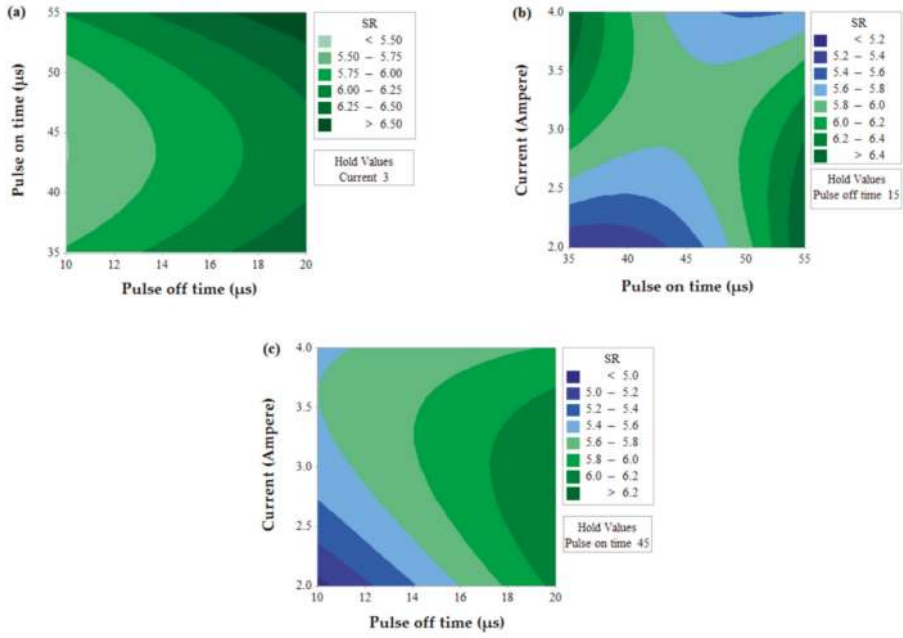 (a)
55
50
45
40
35
Pulse on time (μs)
10 12 14 16 18 20
Pulse off time (μs)
SR
< 5.50
5.50 – 5.75
5.75 – 6.00
6.00 – 6.25
6.25 – 6.50
> 6.50
Hold Values
Current 3
(b)
4.0
3.5
3.0
2.5
2.0
Current (Ampere)
35 40 45 50 55
Pulse on time (μs)
SR
< 5.2
5.2 – 5.4
5.4 – 5.6
5.6 – 5.8
5.8 – 6.0
6.0 – 6.2
6.2 – 6.4
> 6.4
Hold Values
Pulse off time 15
(c)
4.0
3.5
3.0
2.5
2.0
Current (Ampere)
10 12 14 16 18 20
Pulse off time (μs)
SR
< 5.0
5.0 – 5.2
5.2 – 5.4
5.4 – 5.6
5.6 – 5.8
5.8 – 6.0
6.0 – 6.2
> 6.2
Hold Values
Pulse on time 45